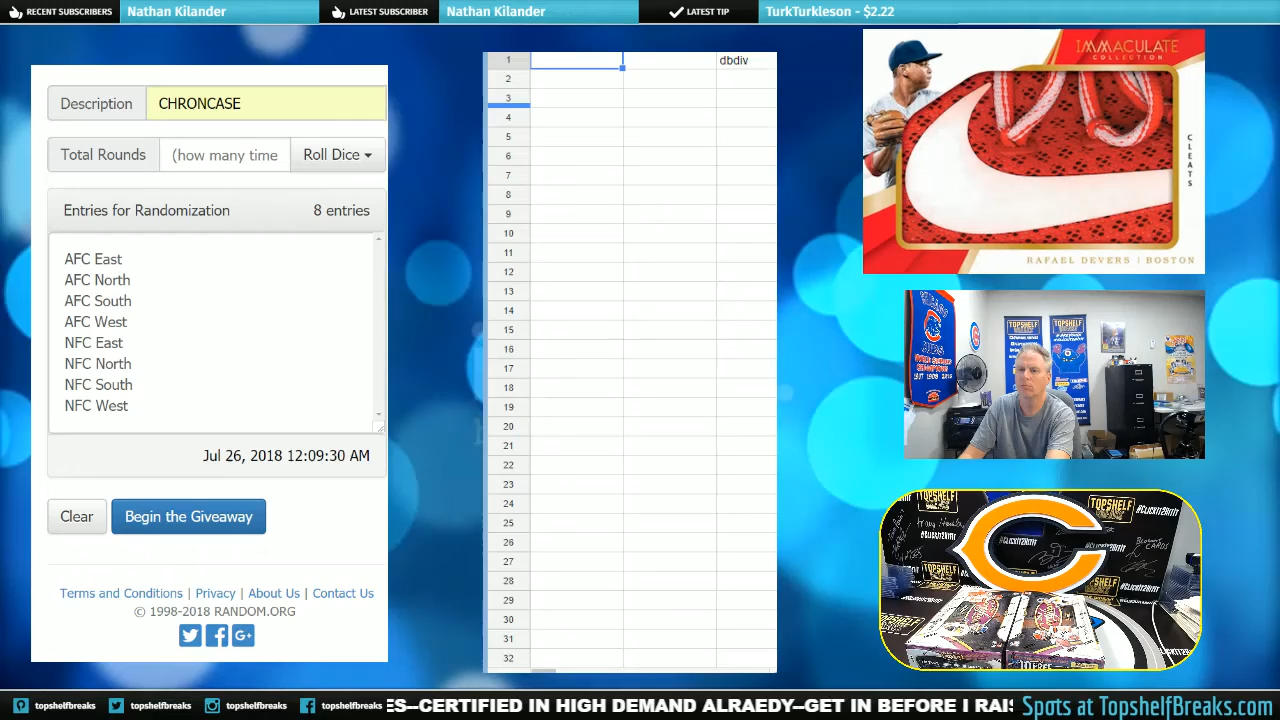 RECENT SUBSCRIBERS Nathan Kilander LATEST SUBSCRIBER Nathan Kilander LATEST TIP TurkTurkleson - $2.22
Description CHRONCASE
Total Rounds (how many time Roll Dice
Entries for Randomization 8 entries
AFC East
AFC North
AFC South
AFC West
NFC East
NFC North
NFC South
NFC West
Jul 26, 2018 12:09:30 AM
Clear Begin the Giveaway
Terms and Conditions | Privacy | About Us | Contact Us
© 1998-2018 RANDOM.ORG
1 dbdiv
2
3
4
5
6
7
8
9
10
11
12
13
14
15
16
17
18
19
20
21
22
23
24
25
26
27
28
29
30
31
32
IMMACULATE
COLLECTION
CLEATS
RAFAEL DEVERS | BOSTON
TOPSHELF
TOPSHELF
TOPSHELF
#CLICKIT2RIPIT
TOPSHELF
TOPSHELF
topshelfbreaks topshelfbreaks topshelfbreaks topshelfbreaks ES--CERTIFIED IN HIGH DEMAND ALRAEDY--GET IN BEFORE I RAIS Spots at TopshelfBreaks.com